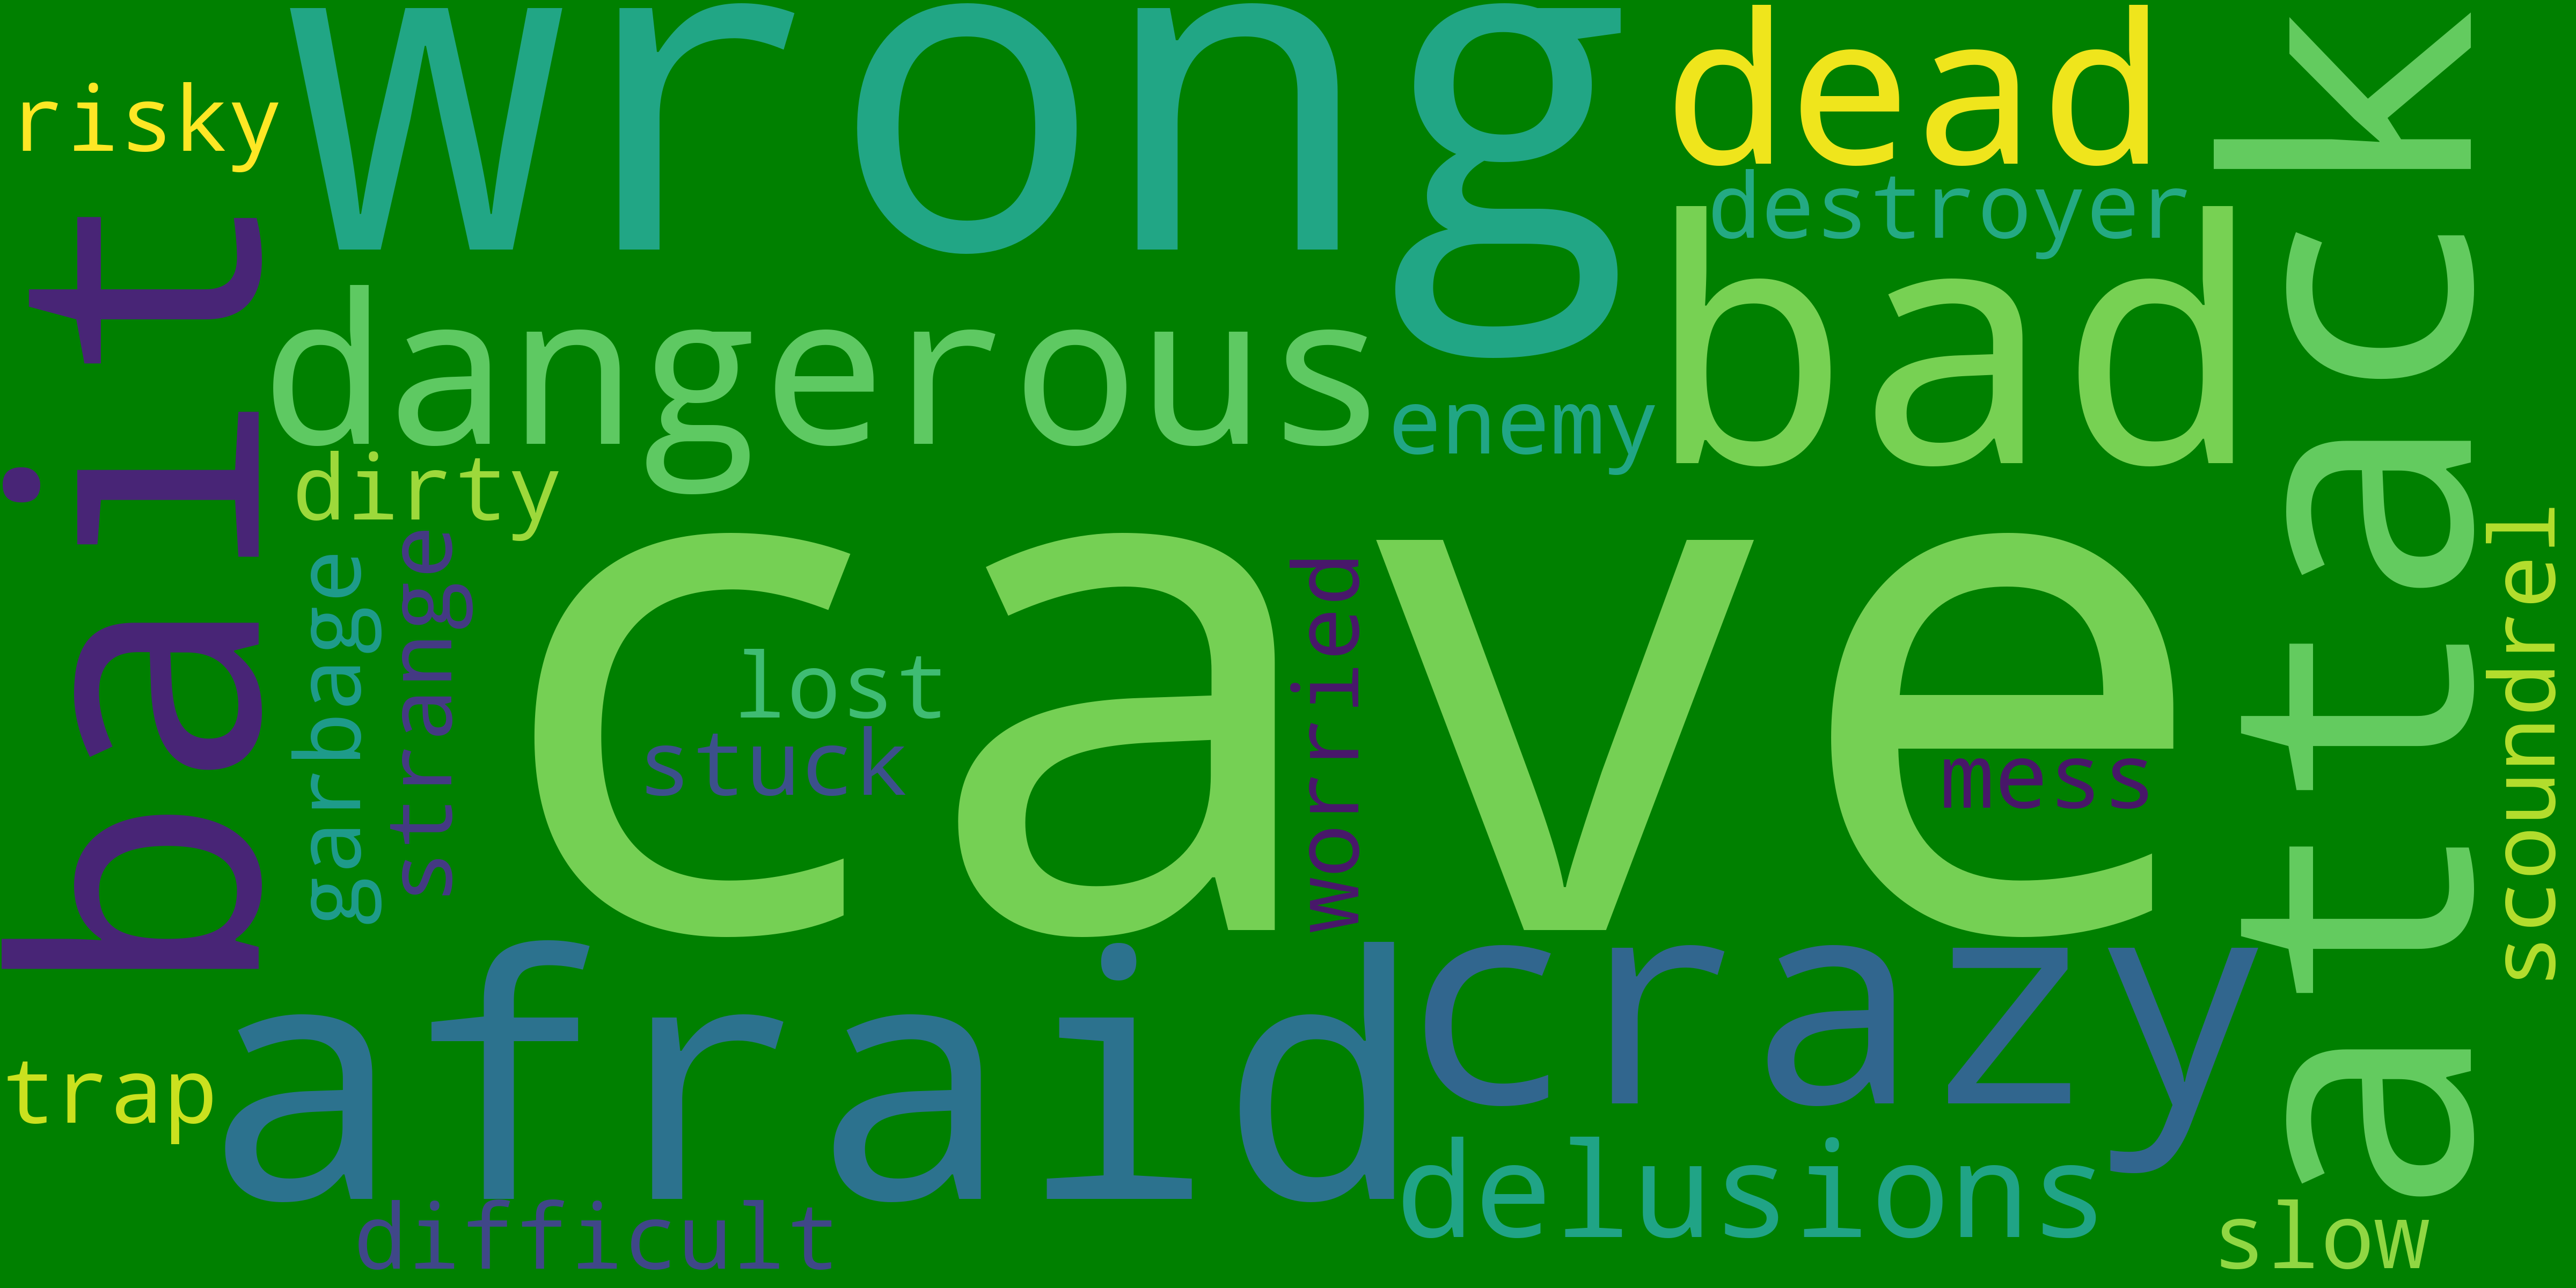 wrong
dead
risky
destroyer
bait
attack
dangerous
bad
enemy
dirty
cave
garbage
strange
worried
scoundrel
lost
stuck
mess
afraid
crazy
trap
delusions
difficult
slow